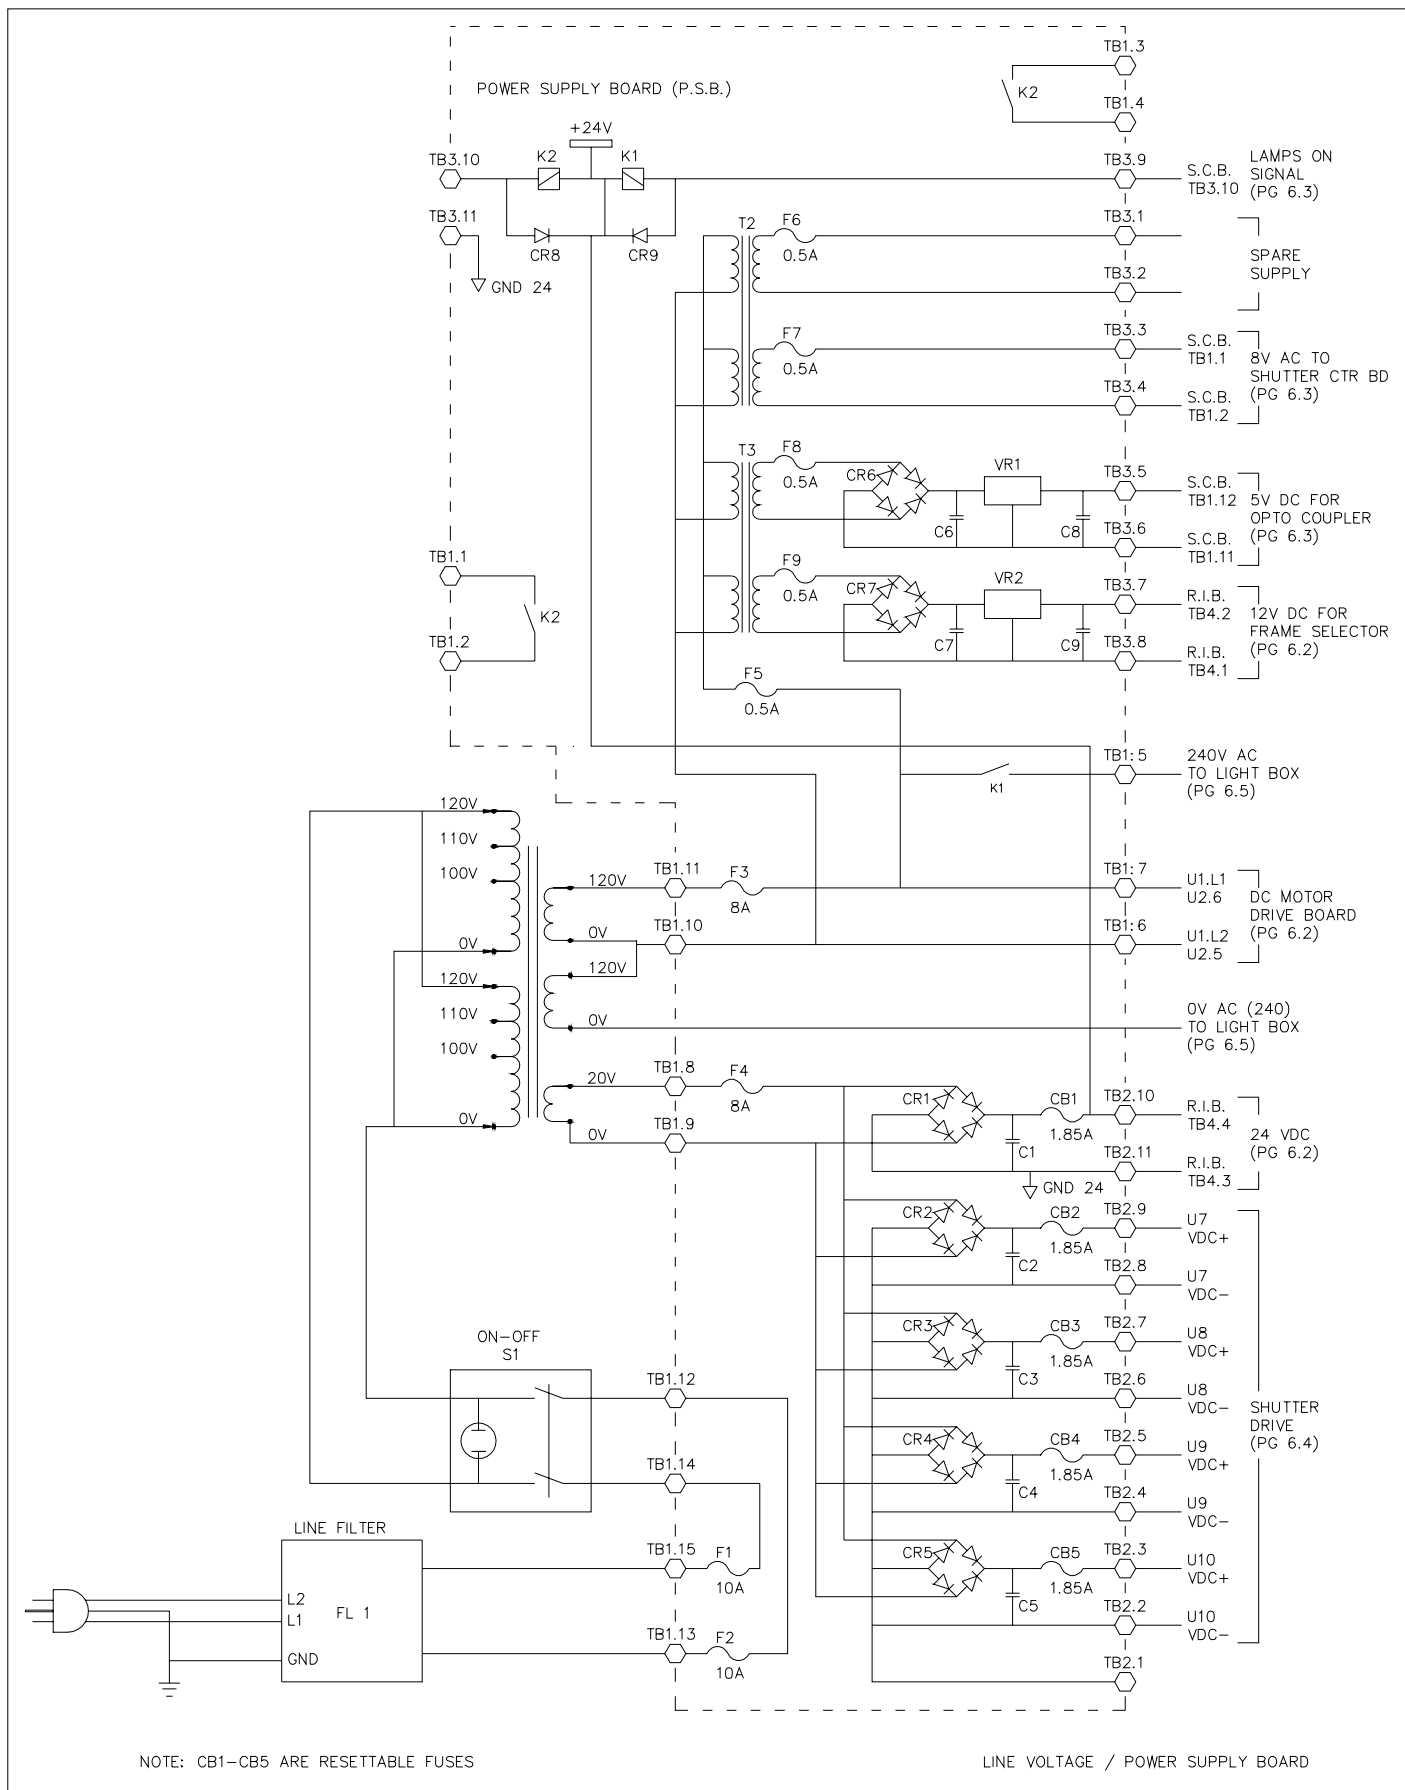 TB1.3
POWER SUPPLY BOARD (P.S.B.)
K2
TB1.4
+24V
K2
K1
TB3.10
TB3.9
S.C.B.
TB3.10
LAMPS ON
SIGNAL
(PG 6.3)
TB3.11
CR8
CR9
GND 24
T2
F6
0.5A
TB3.1
TB3.2
SPARE
SUPPLY
F7
0.5A
TB3.3
S.C.B.
TB1.1
TB3.4
S.C.B.
TB1.2
8V AC TO
SHUTTER CTR BD
(PG 6.3)
T3
F8
0.5A
CR6
VR1
C6
C8
TB3.5
S.C.B.
TB1.12
TB3.6
S.C.B.
TB1.11
5V DC FOR
OPTO COUPLER
(PG 6.3)
TB1.1
K2
TB1.2
F9
0.5A
CR7
VR2
C7
C9
TB3.7
R.I.B.
TB4.2
TB3.8
R.I.B.
TB4.1
12V DC FOR
FRAME SELECTOR
(PG 6.2)
F5
0.5A
K1
TB1:5
240V AC
TO LIGHT BOX
(PG 6.5)
120V
110V
100V
0V
120V
110V
100V
0V
120V
0V
120V
0V
20V
0V
TB1.11
F3
8A
TB1.10
TB1:7
U1.L1
U2.6
TB1:6
U1.L2
U2.5
DC MOTOR
DRIVE BOARD
(PG 6.2)
0V AC (240)
TO LIGHT BOX
(PG 6.5)
TB1.8
F4
8A
TB1.9
CR1
C1
CB1
1.85A
TB2.10
R.I.B.
TB4.4
TB2.11
R.I.B.
TB4.3
24 VDC
(PG 6.2)
GND 24
CR2
C2
CB2
1.85A
TB2.9
U7
VDC+
TB2.8
U7
VDC-
CR3
C3
CB3
1.85A
TB2.7
U8
VDC+
TB2.6
U8
VDC-
SHUTTER
DRIVE
(PG 6.4)
CR4
C4
CB4
1.85A
TB2.5
U9
VDC+
TB2.4
U9
VDC-
CR5
C5
CB5
1.85A
TB2.3
U10
VDC+
TB2.2
U10
VDC-
TB2.1
ON-OFF
S1
TB1.12
TB1.14
LINE FILTER
L2
L1
GND
FL 1
TB1.15
F1
10A
TB1.13
F2
10A
NOTE: CB1-CB5 ARE RESETTABLE FUSES
LINE VOLTAGE / POWER SUPPLY BOARD